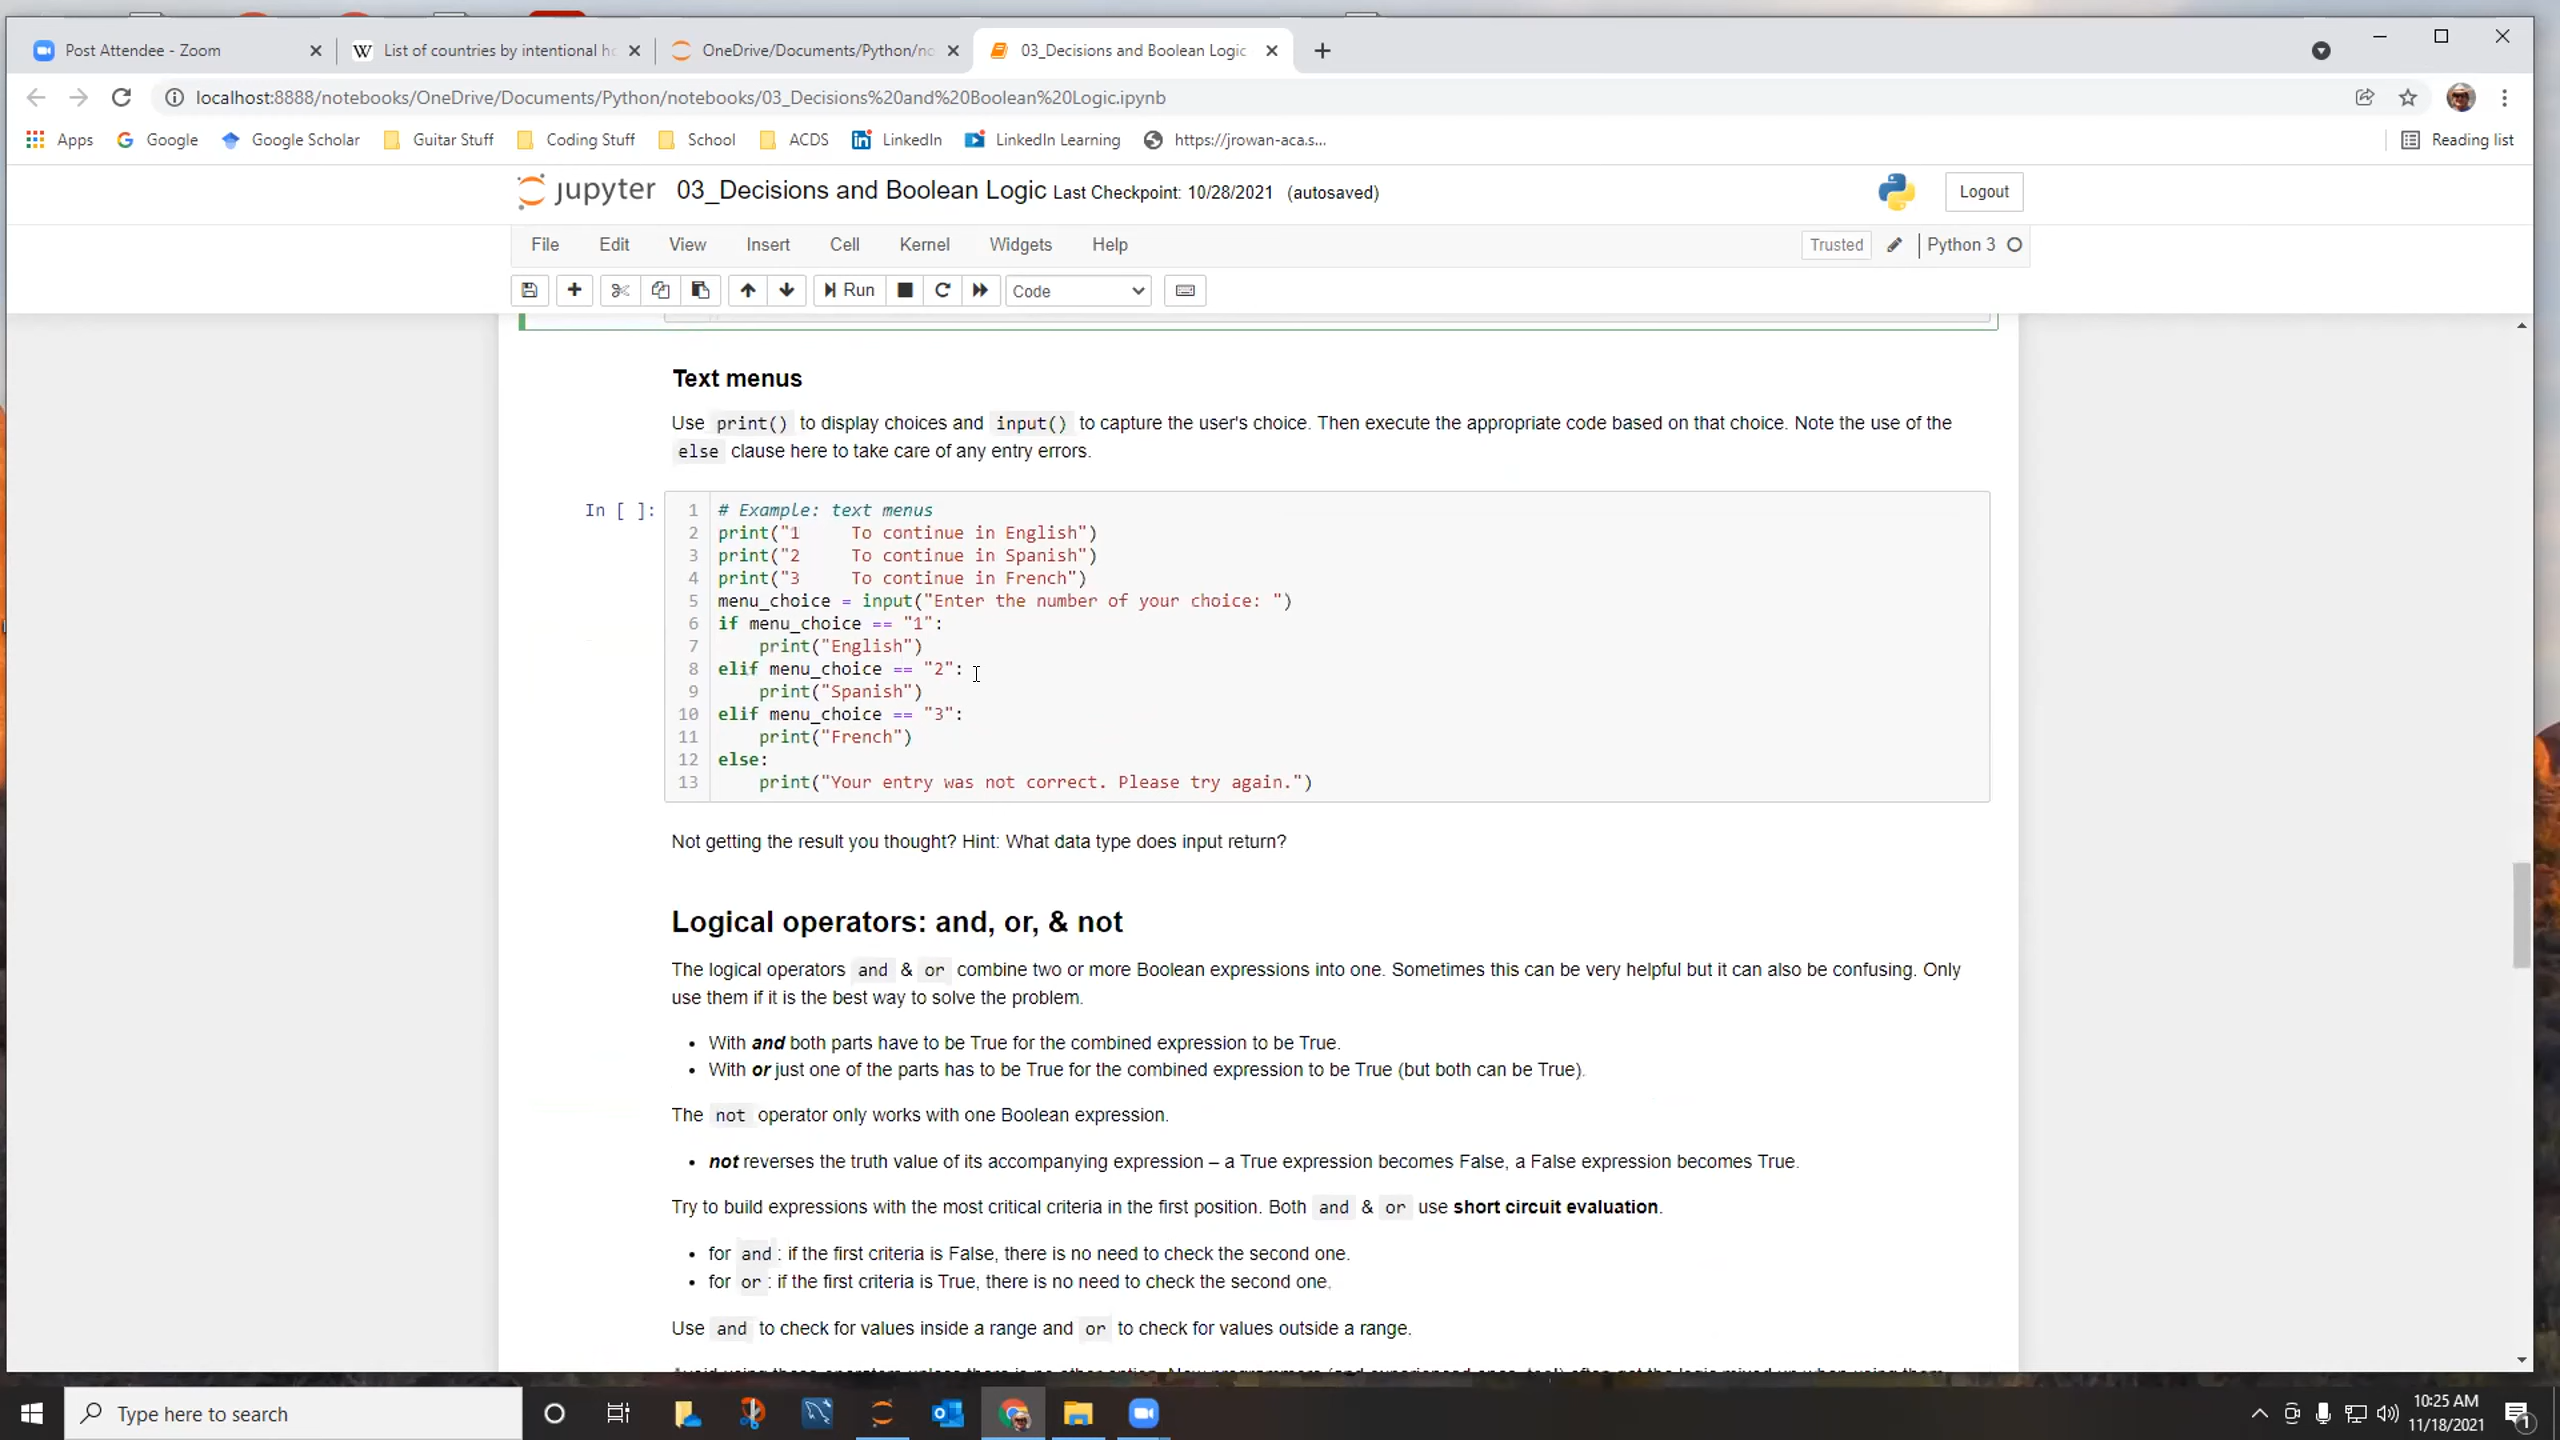 Post Attendee - Zoom
List of countries by intentional ho
OneDrive/Documents/Python/no
03_Decisions and Boolean Logic
localhost:8888/notebooks/OneDrive/Documents/Python/notebooks/03_Decisions%20and%20Boolean%20Logic.ipynb
Apps Google Google Scholar Guitar Stuff Coding Stuff School ACDS LinkedIn LinkedIn Learning https://jrowan-aca.s... Reading list
jupyter 03_Decisions and Boolean Logic Last Checkpoint: 10/28/2021 (autosaved) Logout
File Edit View Insert Cell Kernel Widgets Help Trusted Python 3
Run Code
Text menus
Use print() to display choices and input() to capture the user's choice. Then execute the appropriate code based on that choice. Note the use of the
else clause here to take care of any entry errors.
In [ ]:
1 # Example: text menus
2 print("1     To continue in English")
3 print("2     To continue in Spanish")
4 print("3     To continue in French")
5 menu_choice = input("Enter the number of your choice: ")
6 if menu_choice == "1":
7     print("English")
8 elif menu_choice == "2":
9     print("Spanish")
10 elif menu_choice == "3":
11     print("French")
12 else:
13     print("Your entry was not correct. Please try again.")
Not getting the result you thought? Hint: What data type does input return?
Logical operators: and, or, & not
The logical operators and & or combine two or more Boolean expressions into one. Sometimes this can be very helpful but it can also be confusing. Only
use them if it is the best way to solve the problem.
• With and both parts have to be True for the combined expression to be True.
• With or just one of the parts has to be True for the combined expression to be True (but both can be True).
The not operator only works with one Boolean expression.
• not reverses the truth value of its accompanying expression – a True expression becomes False, a False expression becomes True.
Try to build expressions with the most critical criteria in the first position. Both and & or use short circuit evaluation.
• for and : if the first criteria is False, there is no need to check the second one.
• for or : if the first criteria is True, there is no need to check the second one.
Use and to check for values inside a range and or to check for values outside a range.
Type here to search
10:25 AM
11/18/2021
1